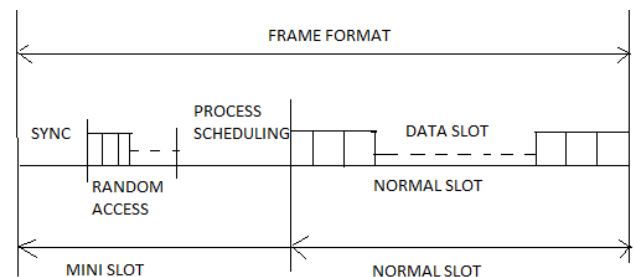 FRAME FORMAT
SYNC
PROCESS
SCHEDULING
DATA SLOT
RANDOM
ACCESS
NORMAL SLOT
MINI SLOT
NORMAL SLOT